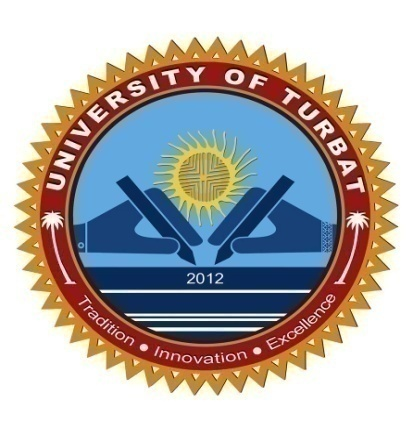 UNIVERSITY OF TURBAT
2012
Tradition • Innovation • Excellence